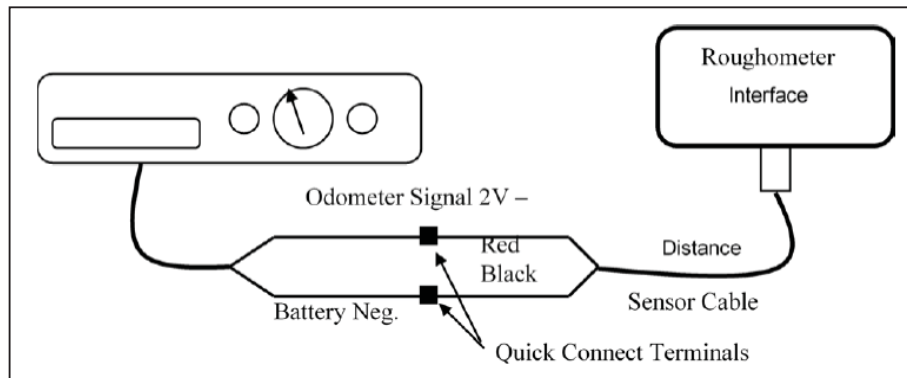 Roughometer
Interface
Odometer Signal 2V –
Red
Black
Distance
Battery Neg.
Sensor Cable
Quick Connect Terminals